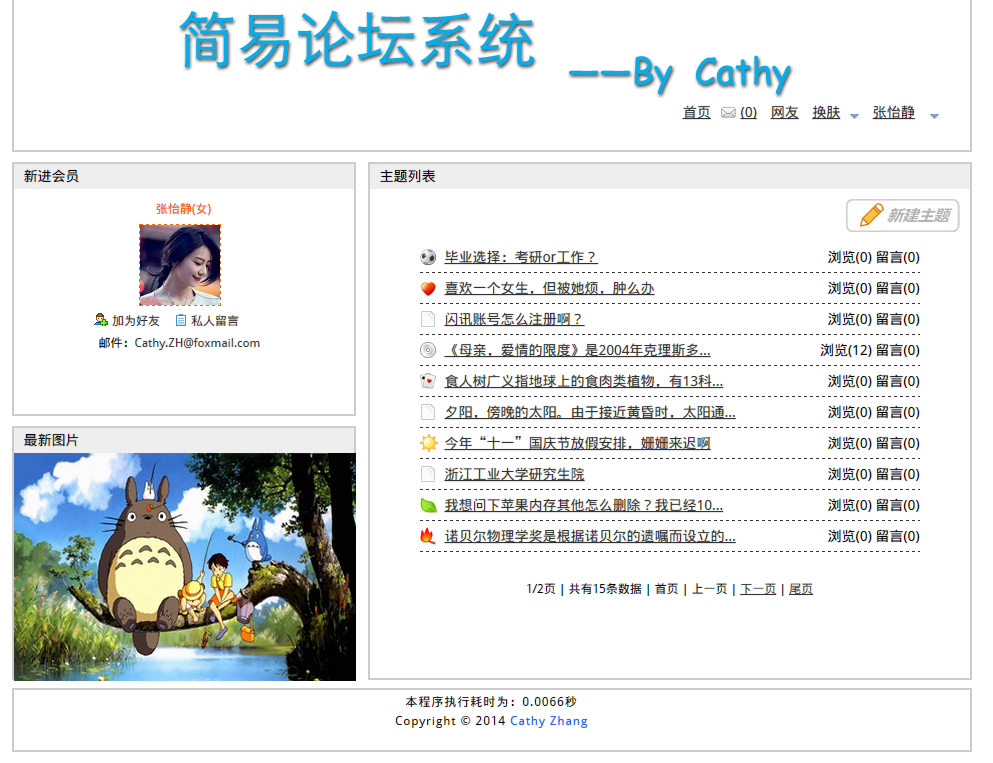 简易论坛系统
——By Cathy
首页 (0) 网友 换肤 张怡静
新进会员
张怡静(女)
加为好友 私人留言
邮件：Cathy.ZH@foxmail.com
最新图片
主题列表
新建主题
毕业选择：考研or工作？ 浏览(0) 留言(0)
喜欢一个女生，但被她烦，肿么办 浏览(0) 留言(0)
闪讯账号怎么注册啊？ 浏览(0) 留言(0)
《母亲，爱情的限度》是2004年克理斯多... 浏览(12) 留言(0)
食人树广义指地球上的食肉类植物，有13科... 浏览(0) 留言(0)
夕阳，傍晚的太阳。由于接近黄昏时，太阳通... 浏览(0) 留言(0)
今年“十一”国庆节放假安排，姗姗来迟啊 浏览(0) 留言(0)
浙江工业大学研究生院 浏览(0) 留言(0)
我想问下苹果内存其他怎么删除？我已经10... 浏览(0) 留言(0)
诺贝尔物理学奖是根据诺贝尔的遗嘱而设立的... 浏览(0) 留言(0)
1/2页 | 共有15条数据 | 首页 | 上一页 | 下一页 | 尾页
本程序执行耗时为：0.0066秒
Copyright © 2014 Cathy Zhang